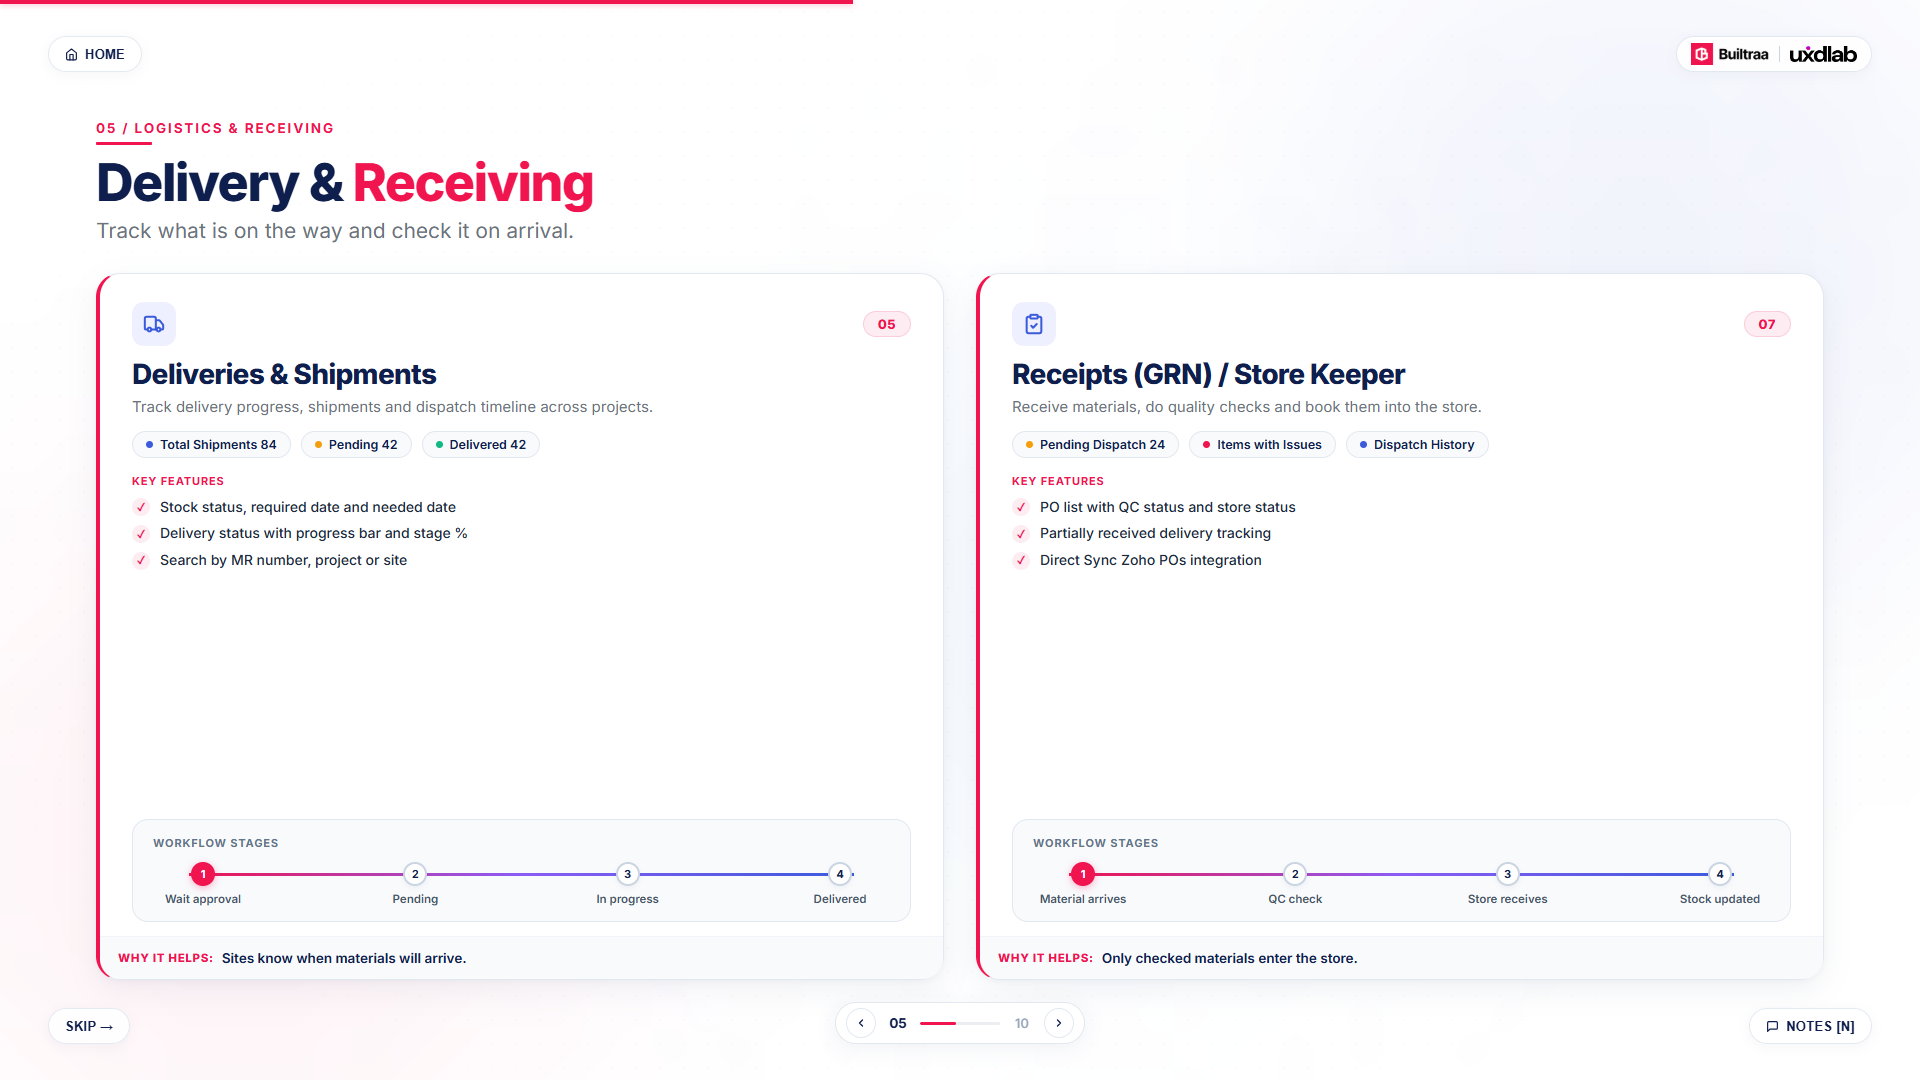 HOME
Builtraa | uxdlab
05 / LOGISTICS & RECEIVING
Delivery & Receiving
Track what is on the way and check it on arrival.
05
Deliveries & Shipments
Track delivery progress, shipments and dispatch timeline across projects.
Total Shipments 84 Pending 42 Delivered 42
KEY FEATURES
✓ Stock status, required date and needed date
✓ Delivery status with progress bar and stage %
✓ Search by MR number, project or site
WORKFLOW STAGES
1 2 3 4
Wait approval Pending In progress Delivered
WHY IT HELPS: Sites know when materials will arrive.
07
Receipts (GRN) / Store Keeper
Receive materials, do quality checks and book them into the store.
Pending Dispatch 24 Items with Issues Dispatch History
KEY FEATURES
✓ PO list with QC status and store status
✓ Partially received delivery tracking
✓ Direct Sync Zoho POs integration
WORKFLOW STAGES
1 2 3 4
Material arrives QC check Store receives Stock updated
WHY IT HELPS: Only checked materials enter the store.
SKIP →
‹ 05 10 ›
NOTES [N]